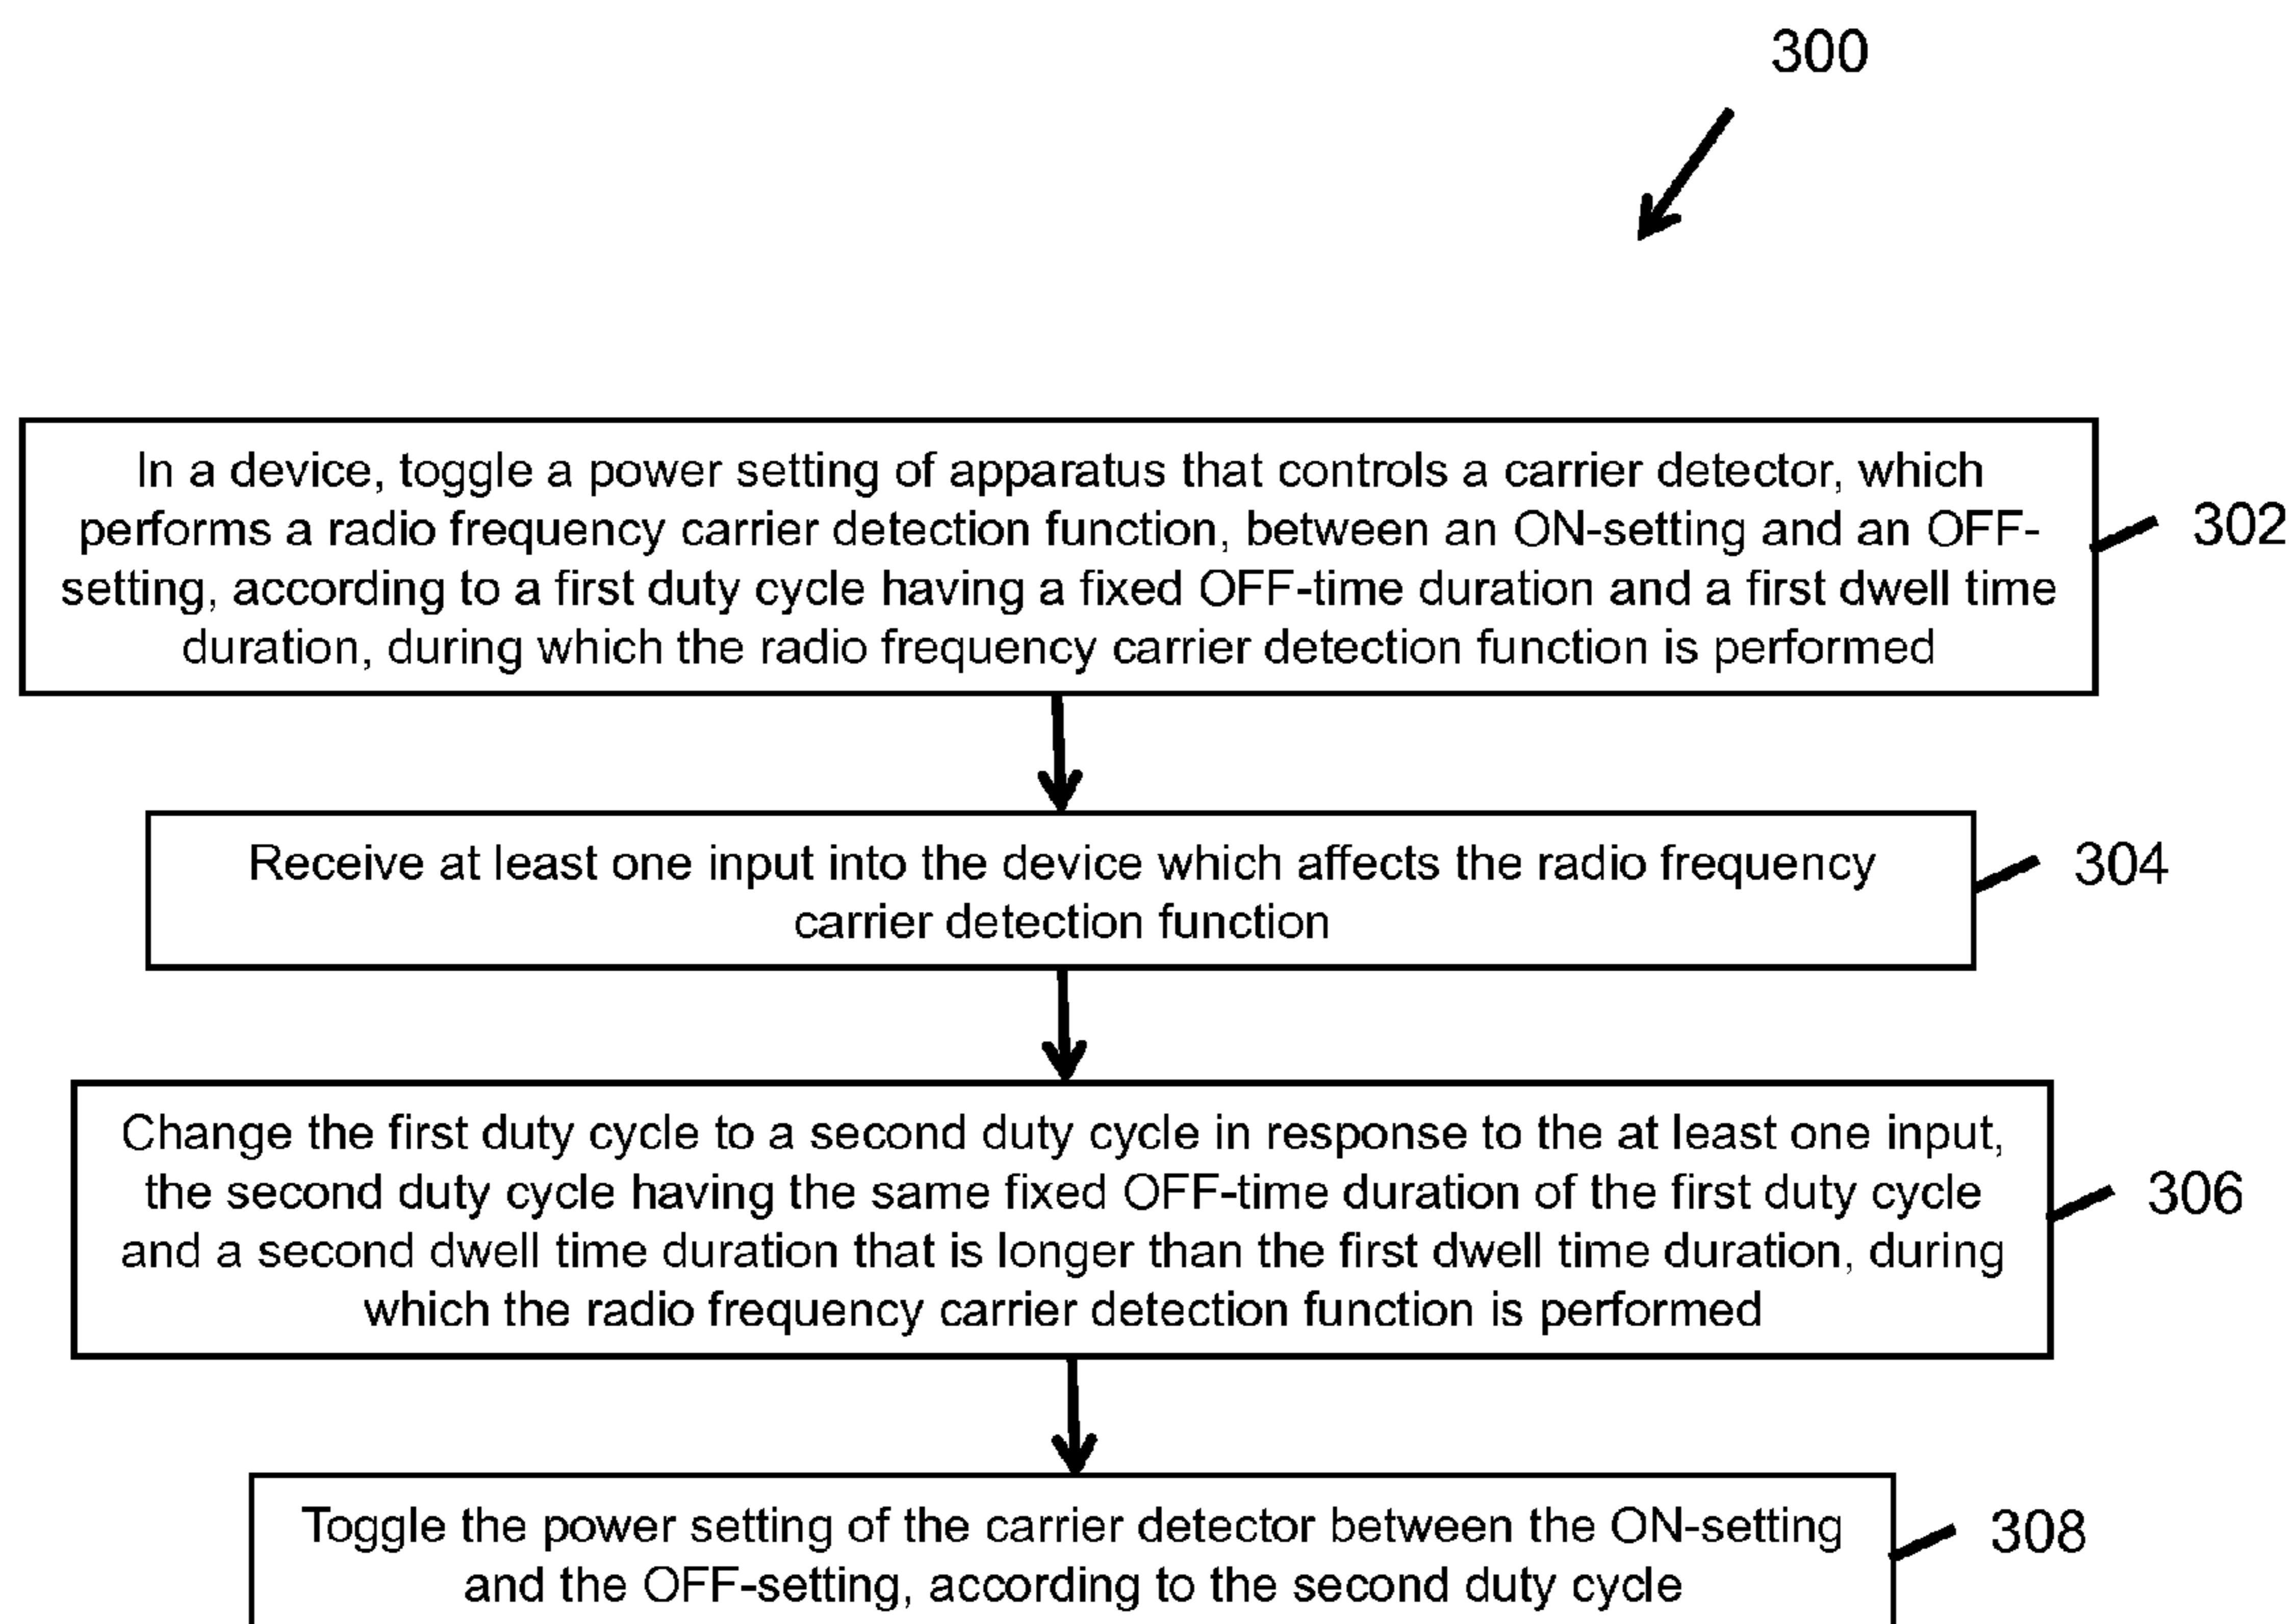 300
In a device, toggle a power setting of apparatus that controls a carrier detector, which
performs a radio frequency carrier detection function, between an ON-setting and an OFF-
setting, according to a first duty cycle having a fixed OFF-time duration and a first dwell time
duration, during which the radio frequency carrier detection function is performed
302
Receive at least one input into the device which affects the radio frequency
carrier detection function
304
Change the first duty cycle to a second duty cycle in response to the at least one input,
the second duty cycle having the same fixed OFF-time duration of the first duty cycle
and a second dwell time duration that is longer than the first dwell time duration, during
which the radio frequency carrier detection function is performed
306
Toggle the power setting of the carrier detector between the ON-setting
and the OFF-setting, according to the second duty cycle
308